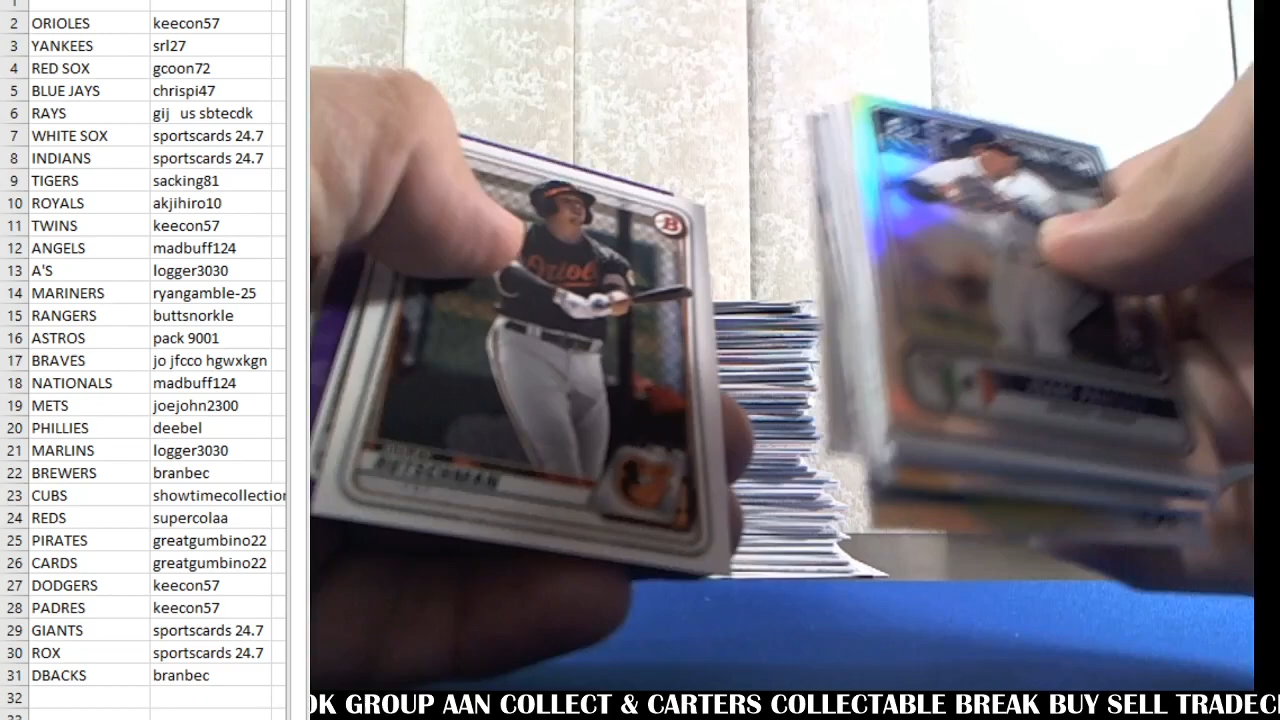 2 ORIOLES keecon57
3 YANKEES srl27
4 RED SOX gcoon72
5 BLUE JAYS chrispi47
6 RAYS gij us sbtecdk
7 WHITE SOX sportscards 24.7
8 INDIANS sportscards 24.7
9 TIGERS sacking81
10 ROYALS akjihiro10
11 TWINS keecon57
12 ANGELS madbuff124
13 A'S logger3030
14 MARINERS ryangamble-25
15 RANGERS buttsnorkle
16 ASTROS pack 9001
17 BRAVES jo jfcco hgwxkgn
18 NATIONALS madbuff124
19 METS joejohn2300
20 PHILLIES deebel
21 MARLINS logger3030
22 BREWERS branbec
23 CUBS showtimecollection
24 REDS supercolaa
25 PIRATES greatgumbino22
26 CARDS greatgumbino22
27 DODGERS keecon57
28 PADRES keecon57
29 GIANTS sportscards 24.7
30 ROX sportscards 24.7
31 DBACKS branbec
32
B
RUTSCHMAN
OK GROUP AAN COLLECT & CARTERS COLLECTABLE BREAK BUY SELL TRADEC